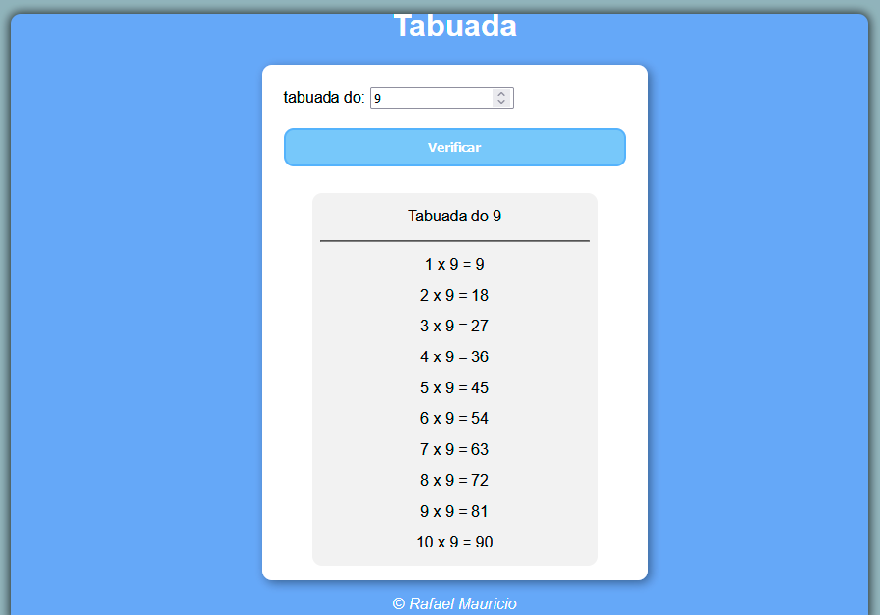 Tabuada
tabuada do: 9
Verificar
Tabuada do 9
1 x 9 = 9
2 x 9 = 18
3 x 9 = 27
4 x 9 = 36
5 x 9 = 45
6 x 9 = 54
7 x 9 = 63
8 x 9 = 72
9 x 9 = 81
10 x 9 = 90
© Rafael Mauricio